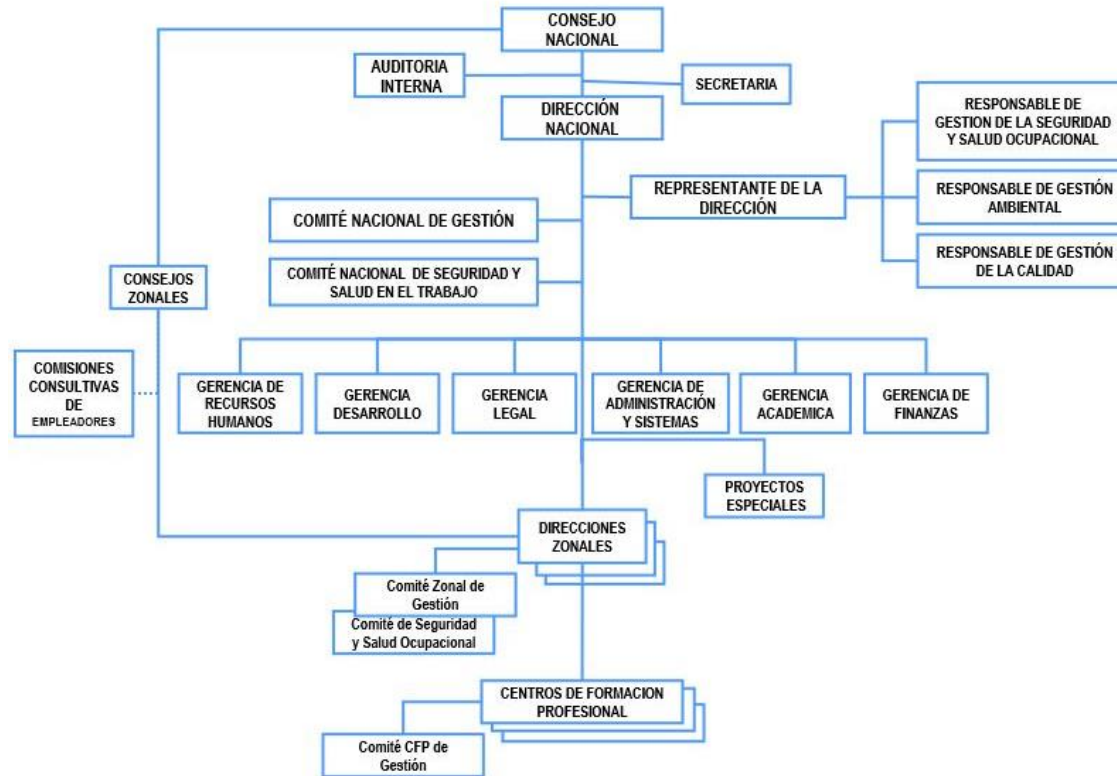 CONSEJO
NACIONAL
AUDITORIA
INTERNA
SECRETARIA
DIRECCIÓN
NACIONAL
RESPONSABLE DE
GESTION DE LA SEGURIDAD
Y SALUD OCUPACIONAL
REPRESENTANTE DE LA
DIRECCIÓN
RESPONSABLE DE GESTIÓN
AMBIENTAL
COMITÉ NACIONAL DE GESTIÓN
RESPONSABLE DE GESTIÓN
DE LA CALIDAD
COMITÉ NACIONAL DE SEGURIDAD Y
SALUD EN EL TRABAJO
CONSEJOS
ZONALES
COMISIONES
CONSULTIVAS
DE
EMPLEADORES
GERENCIA DE
RECURSOS
HUMANOS
GERENCIA
DESARROLLO
GERENCIA
LEGAL
GERENCIA DE
ADMINISTRACIÓN
Y SISTEMAS
GERENCIA
ACADEMICA
GERENCIA DE
FINANZAS
PROYECTOS
ESPECIALES
DIRECCIONES
ZONALES
Comité Zonal de
Gestión
Comité de Seguridad
y Salud Ocupacional
CENTROS DE FORMACION
PROFESIONAL
Comité CFP de
Gestión